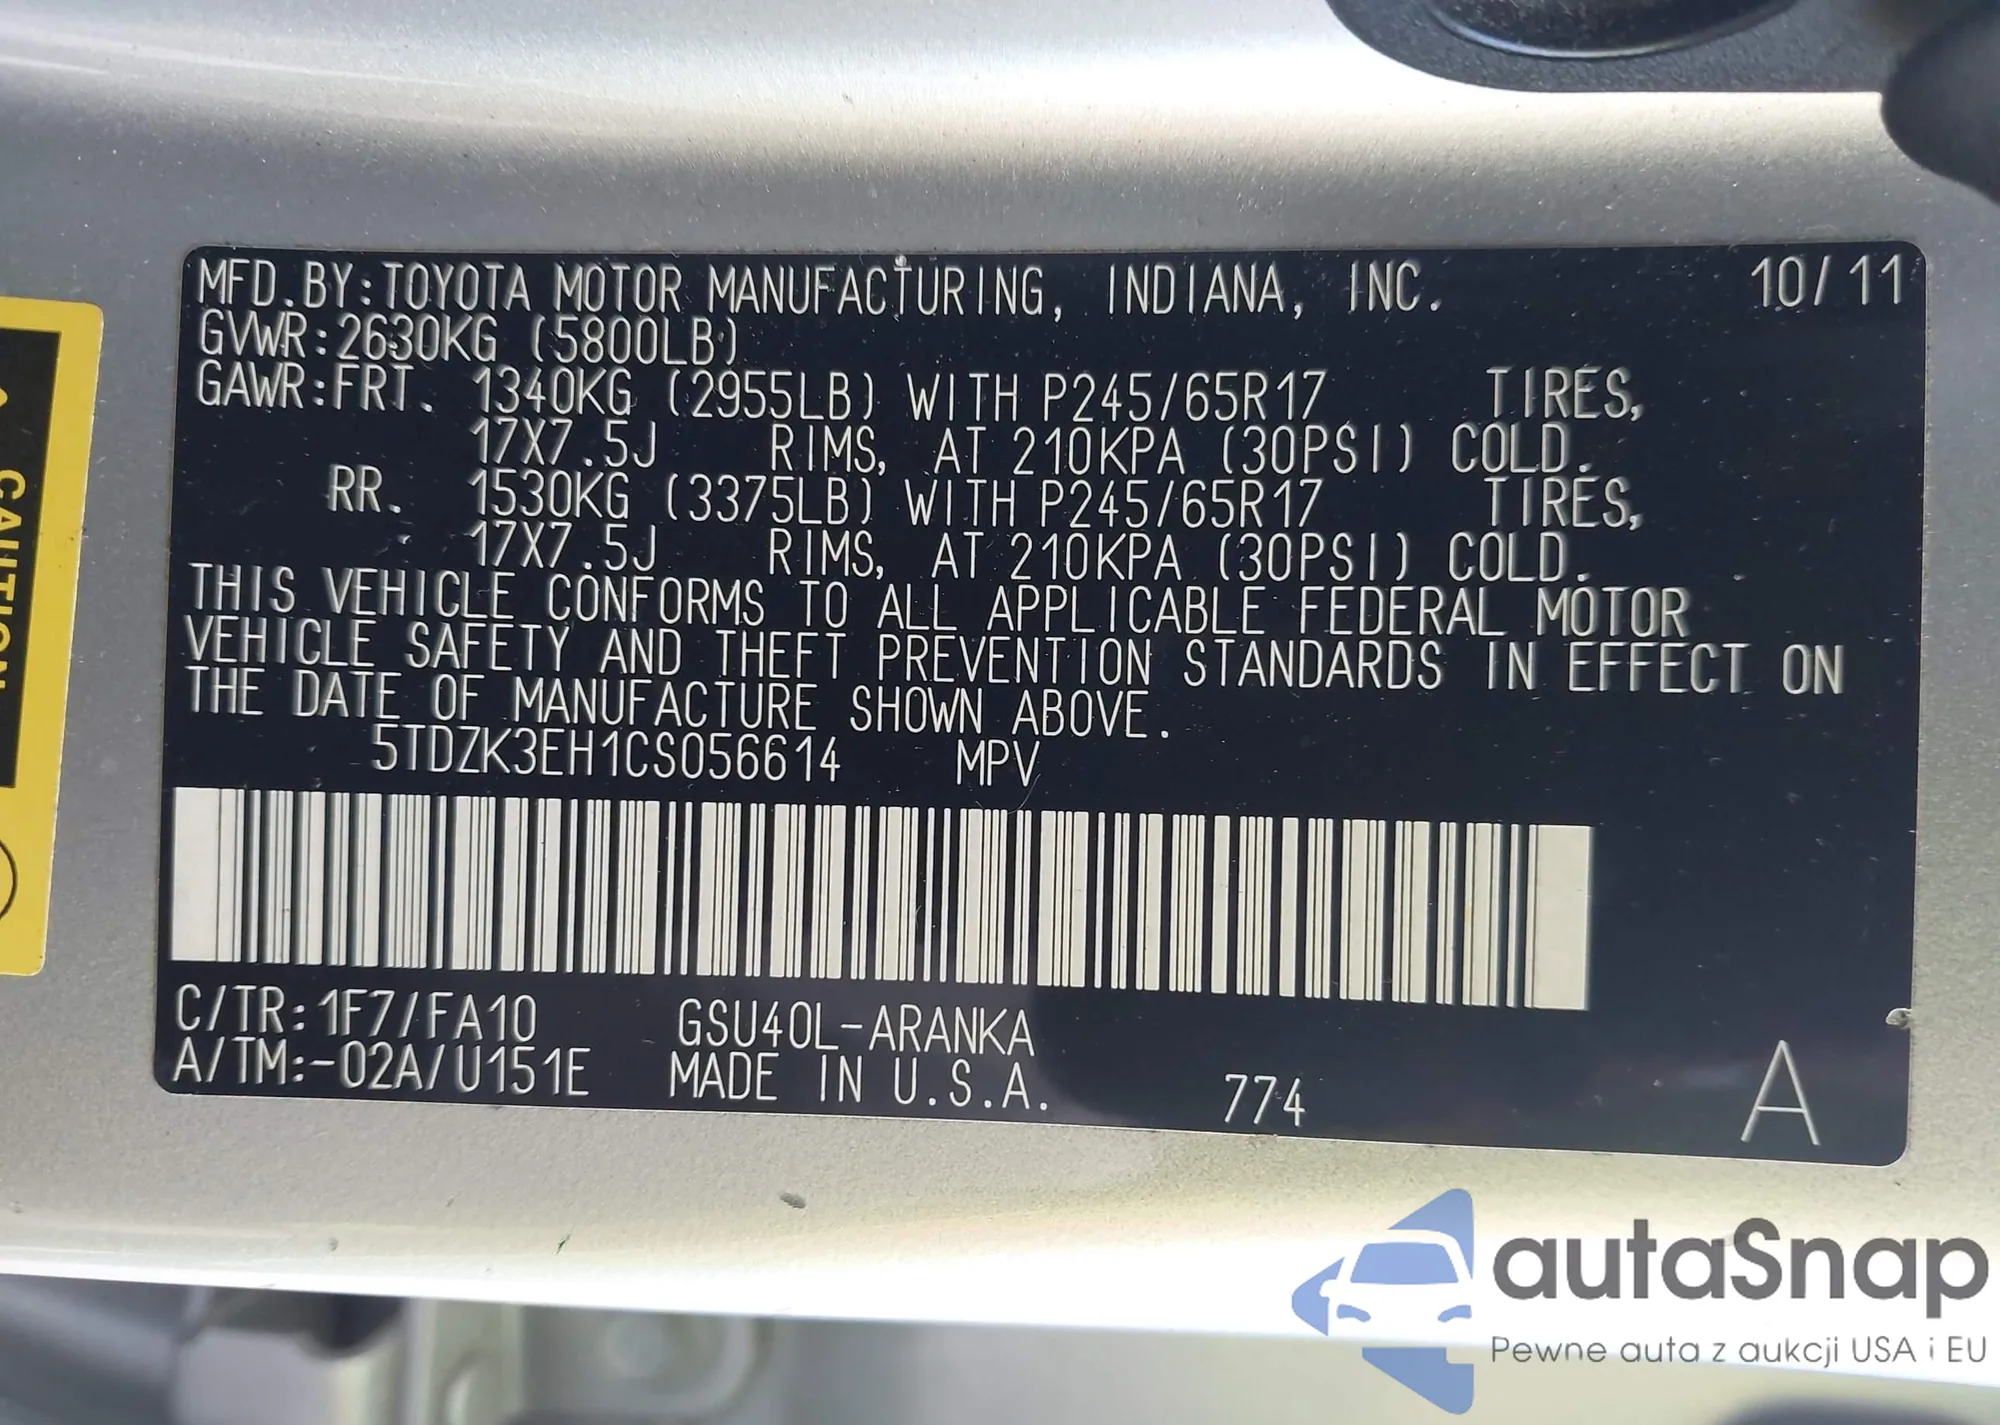 MFD.BY:TOYOTA MOTOR MANUFACTURING, INDIANA, INC. 10/11
GVWR:2630KG (5800LB)
GAWR:FRT. 1340KG (2955LB) WITH P245/65R17 TIRES,
17X7.5J RIMS, AT 210KPA (30PSI) COLD.
RR. 1530KG (3375LB) WITH P245/65R17 TIRES,
17X7.5J RIMS, AT 210KPA (30PSI) COLD.
THIS VEHICLE CONFORMS TO ALL APPLICABLE FEDERAL MOTOR
VEHICLE SAFETY AND THEFT PREVENTION STANDARDS IN EFFECT ON
THE DATE OF MANUFACTURE SHOWN ABOVE.
5TDZK3EH1CS056614 MPV
C/TR:1F7/FA10 GSU40L-ARANKA
A/TM:-02A/U151E MADE IN U.S.A. 774 A
CAUTION
autaSnap
Pewne auta z aukcji USA i EU